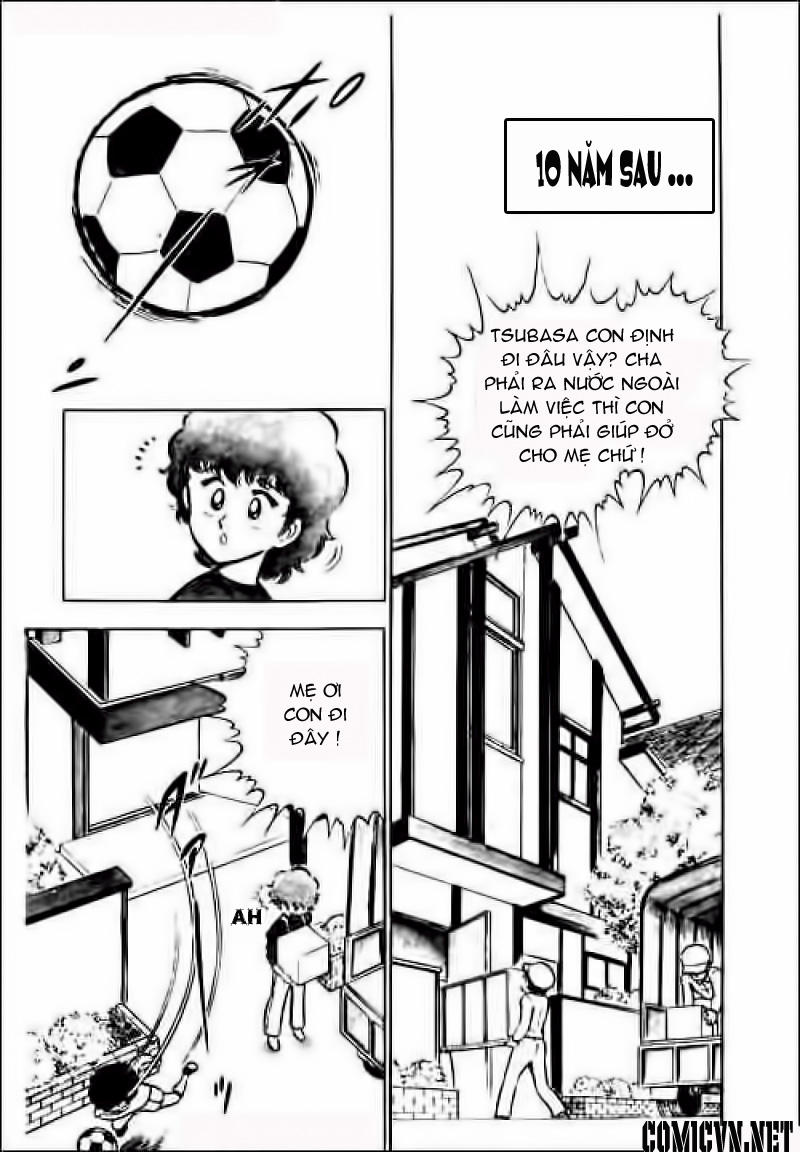 10 NĂM SAU ...
TSUBASA CON ĐỊNH
ĐI ĐÂU VẬY? CHA
PHẢI RA NƯỚC NGOÀI
LÀM VIỆC THÌ CON
CŨNG PHẢI GIÚP ĐỞ
CHO MẸ CHỨ !
MẸ ƠI
CON ĐI
ĐÂY !
AH
COMICVN.NET